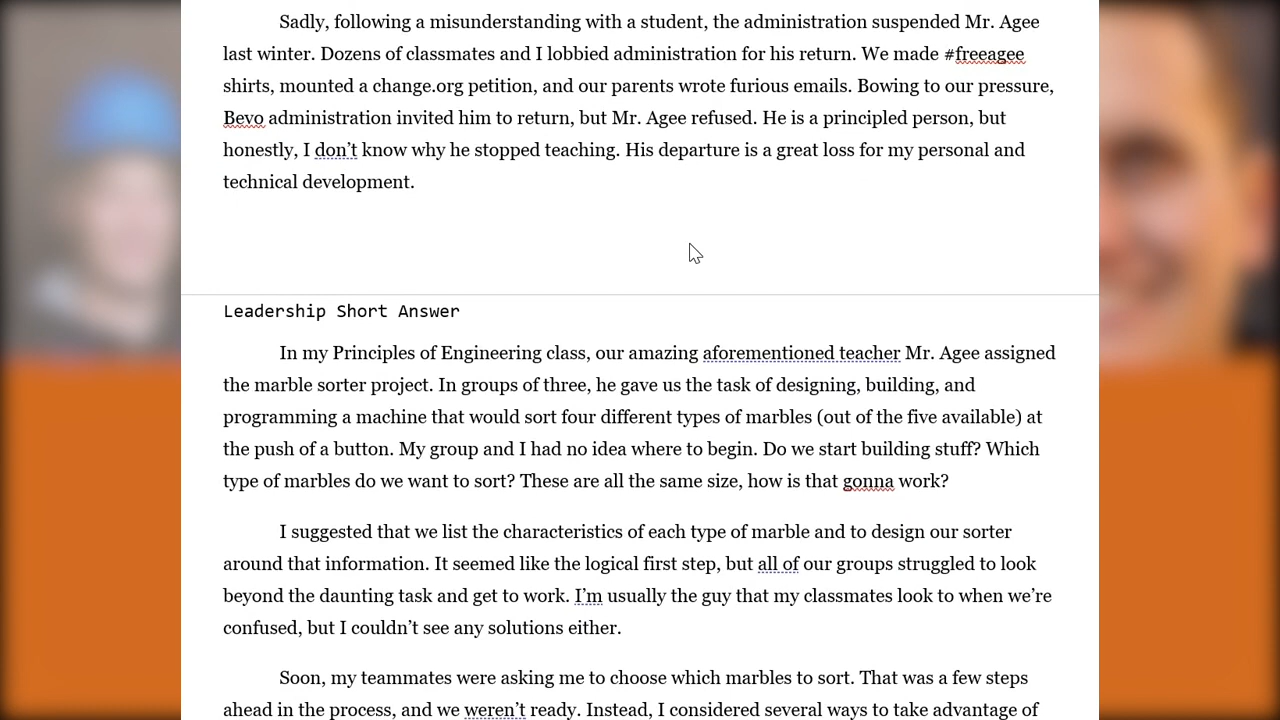 Sadly, following a misunderstanding with a student, the administration suspended Mr. Agee
last winter. Dozens of classmates and I lobbied administration for his return. We made #freeagee
shirts, mounted a change.org petition, and our parents wrote furious emails. Bowing to our pressure,
Bevo administration invited him to return, but Mr. Agee refused. He is a principled person, but
honestly, I don’t know why he stopped teaching. His departure is a great loss for my personal and
technical development.
Leadership Short Answer
In my Principles of Engineering class, our amazing aforementioned teacher Mr. Agee assigned
the marble sorter project. In groups of three, he gave us the task of designing, building, and
programming a machine that would sort four different types of marbles (out of the five available) at
the push of a button. My group and I had no idea where to begin. Do we start building stuff? Which
type of marbles do we want to sort? These are all the same size, how is that gonna work?
I suggested that we list the characteristics of each type of marble and to design our sorter
around that information. It seemed like the logical first step, but all of our groups struggled to look
beyond the daunting task and get to work. I’m usually the guy that my classmates look to when we’re
confused, but I couldn’t see any solutions either.
Soon, my teammates were asking me to choose which marbles to sort. That was a few steps
ahead in the process, and we weren’t ready. Instead, I considered several ways to take advantage of